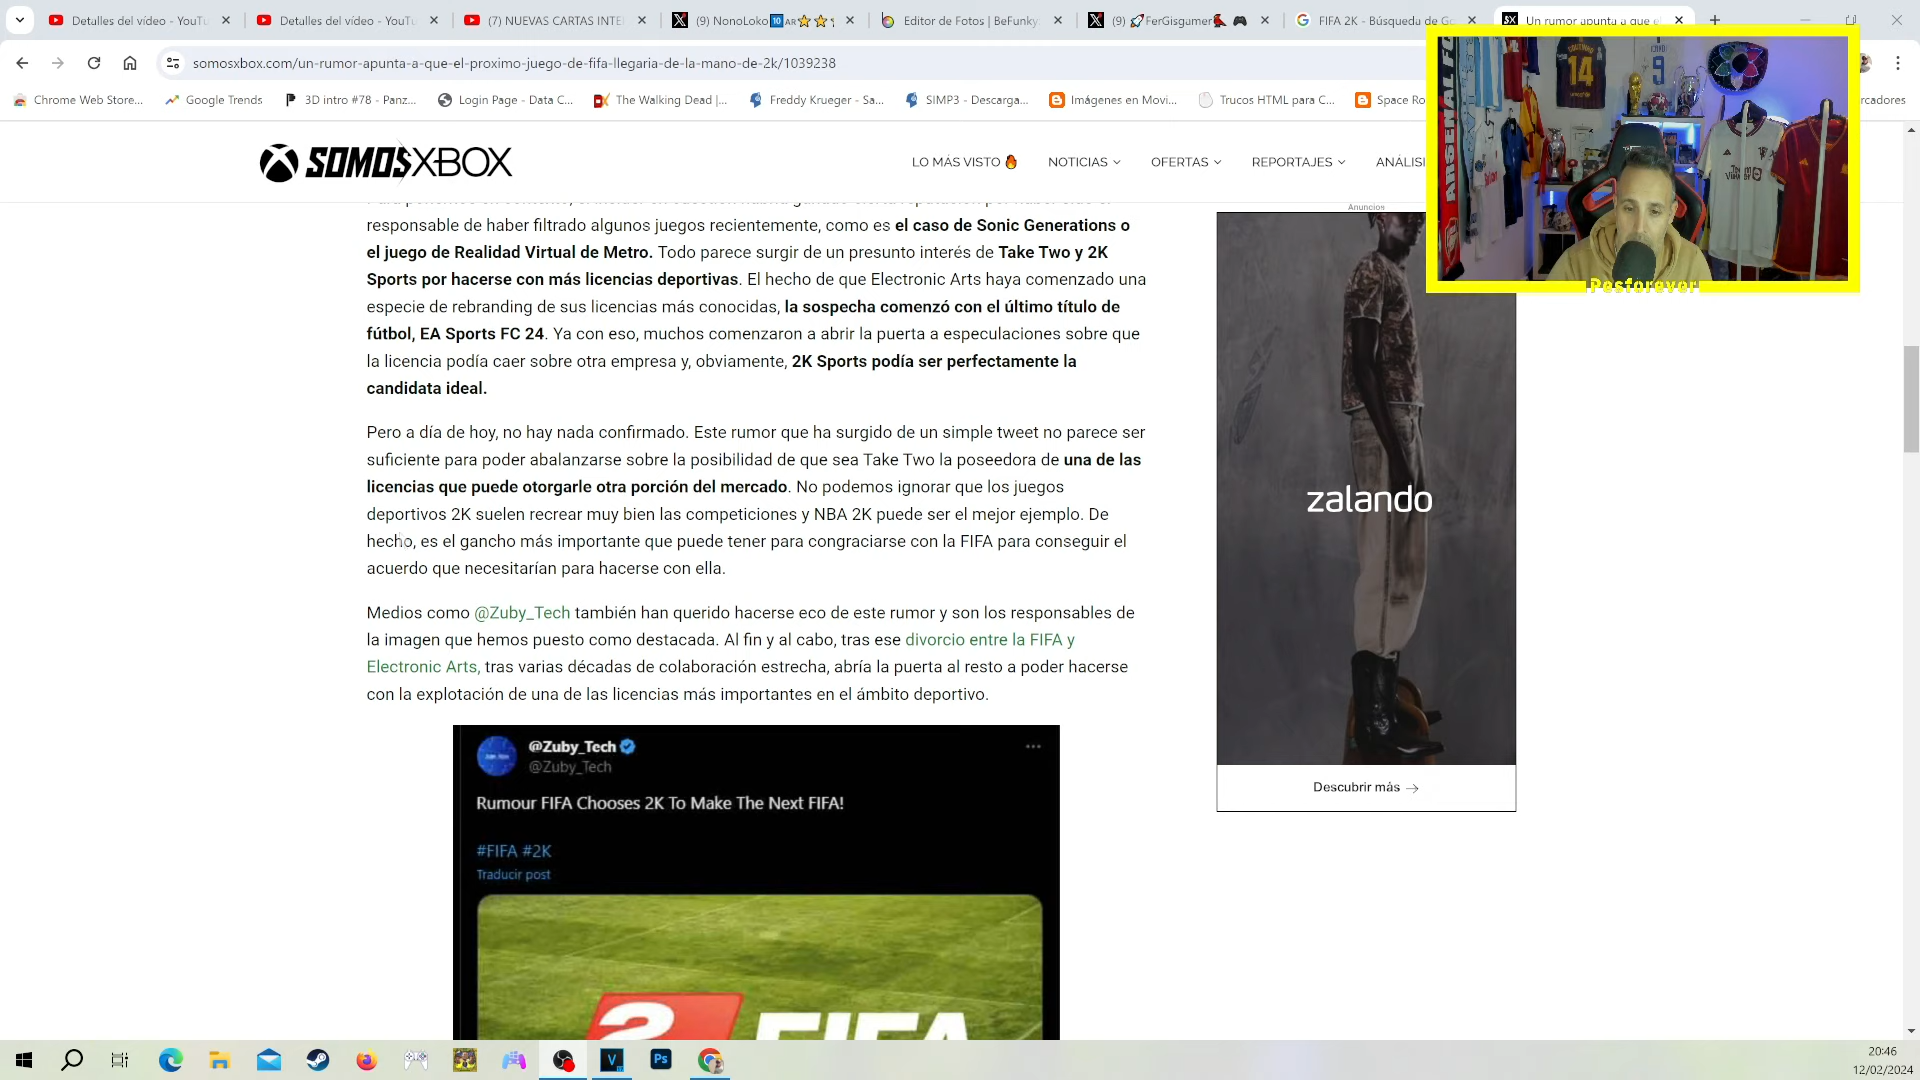 Detalles del vídeo - YouTu
Detalles del vídeo - YouTu
(7) NUEVAS CARTAS INTE
(9) NonoLoko🔟AR⭐⭐
Editor de Fotos | BeFunky:
(9) 🚀FerGisgamer
FIFA 2K - Búsqueda de Go
Un rumor apunta a que e
somosxbox.com/un-rumor-apunta-a-que-el-proximo-juego-de-fifa-llegaria-de-la-mano-de-2k/1039238
Chrome Web Store...
Google Trends
3D intro #78 - Panz...
Login Page - Data C...
The Walking Dead |...
Freddy Krueger - Sa...
SIMP3 - Descarga...
Imágenes en Movi...
Trucos HTML para C...
Space Ro
rcadores
SOMOSXBOX
LO MÁS VISTO 🔥
NOTICIAS
OFERTAS
REPORTAJES
ANÁLISI
responsable de haber filtrado algunos juegos recientemente, como es el caso de Sonic Generations o
el juego de Realidad Virtual de Metro. Todo parece surgir de un presunto interés de Take Two y 2K
Sports por hacerse con más licencias deportivas. El hecho de que Electronic Arts haya comenzado una
especie de rebranding de sus licencias más conocidas, la sospecha comenzó con el último título de
fútbol, EA Sports FC 24. Ya con eso, muchos comenzaron a abrir la puerta a especulaciones sobre que
la licencia podía caer sobre otra empresa y, obviamente, 2K Sports podía ser perfectamente la
candidata ideal.
Pero a día de hoy, no hay nada confirmado. Este rumor que ha surgido de un simple tweet no parece ser
suficiente para poder abalanzarse sobre la posibilidad de que sea Take Two la poseedora de una de las
licencias que puede otorgarle otra porción del mercado. No podemos ignorar que los juegos
deportivos 2K suelen recrear muy bien las competiciones y NBA 2K puede ser el mejor ejemplo. De
hecho, es el gancho más importante que puede tener para congraciarse con la FIFA para conseguir el
acuerdo que necesitarían para hacerse con ella.
Medios como @Zuby_Tech también han querido hacerse eco de este rumor y son los responsables de
la imagen que hemos puesto como destacada. Al fin y al cabo, tras ese divorcio entre la FIFA y
Electronic Arts, tras varias décadas de colaboración estrecha, abría la puerta al resto a poder hacerse
con la explotación de una de las licencias más importantes en el ámbito deportivo.
@Zuby_Tech
@Zuby_Tech
Rumour FIFA Chooses 2K To Make The Next FIFA!
#FIFA #2K
Traducir post
2 FIFA
Anuncios
zalando
Descubrir más →
ARSENAL FO
14
9
Pesforever
Ps
20:46
12/02/2024